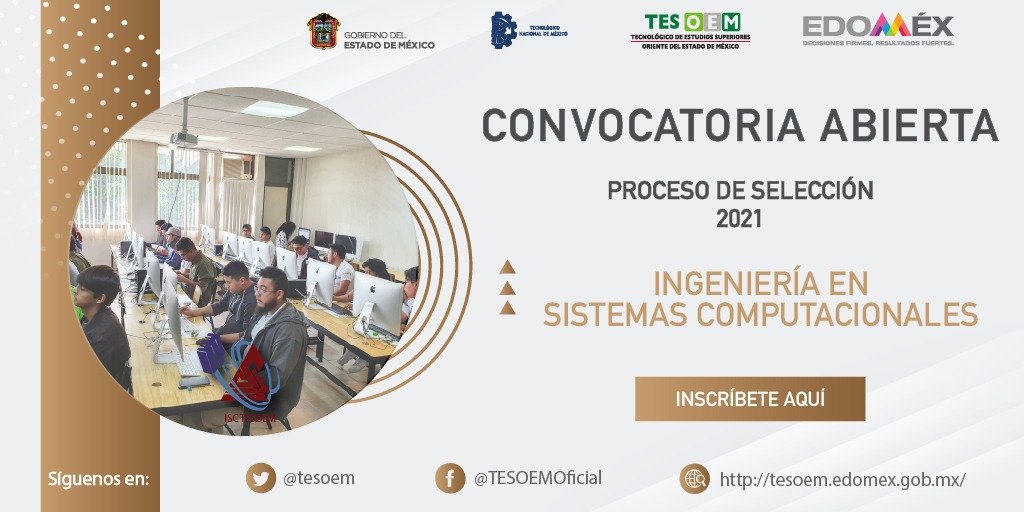 GOBIERNO DEL
ESTADO DE MÉXICO
TECNOLÓGICO
NACIONAL DE MÉXICO
TESOEM
TECNOLÓGICO DE ESTUDIOS SUPERIORES
ORIENTE DEL ESTADO DE MÉXICO
EDOMÉX
DECISIONES FIRMES, RESULTADOS FUERTES.
CONVOCATORIA ABIERTA
PROCESO DE SELECCIÓN
2021
INGENIERÍA EN
SISTEMAS COMPUTACIONALES
INSCRÍBETE AQUÍ
ISCTESOEM
Síguenos en:
@tesoem
@TESOEMOficial
http://tesoem.edomex.gob.mx/